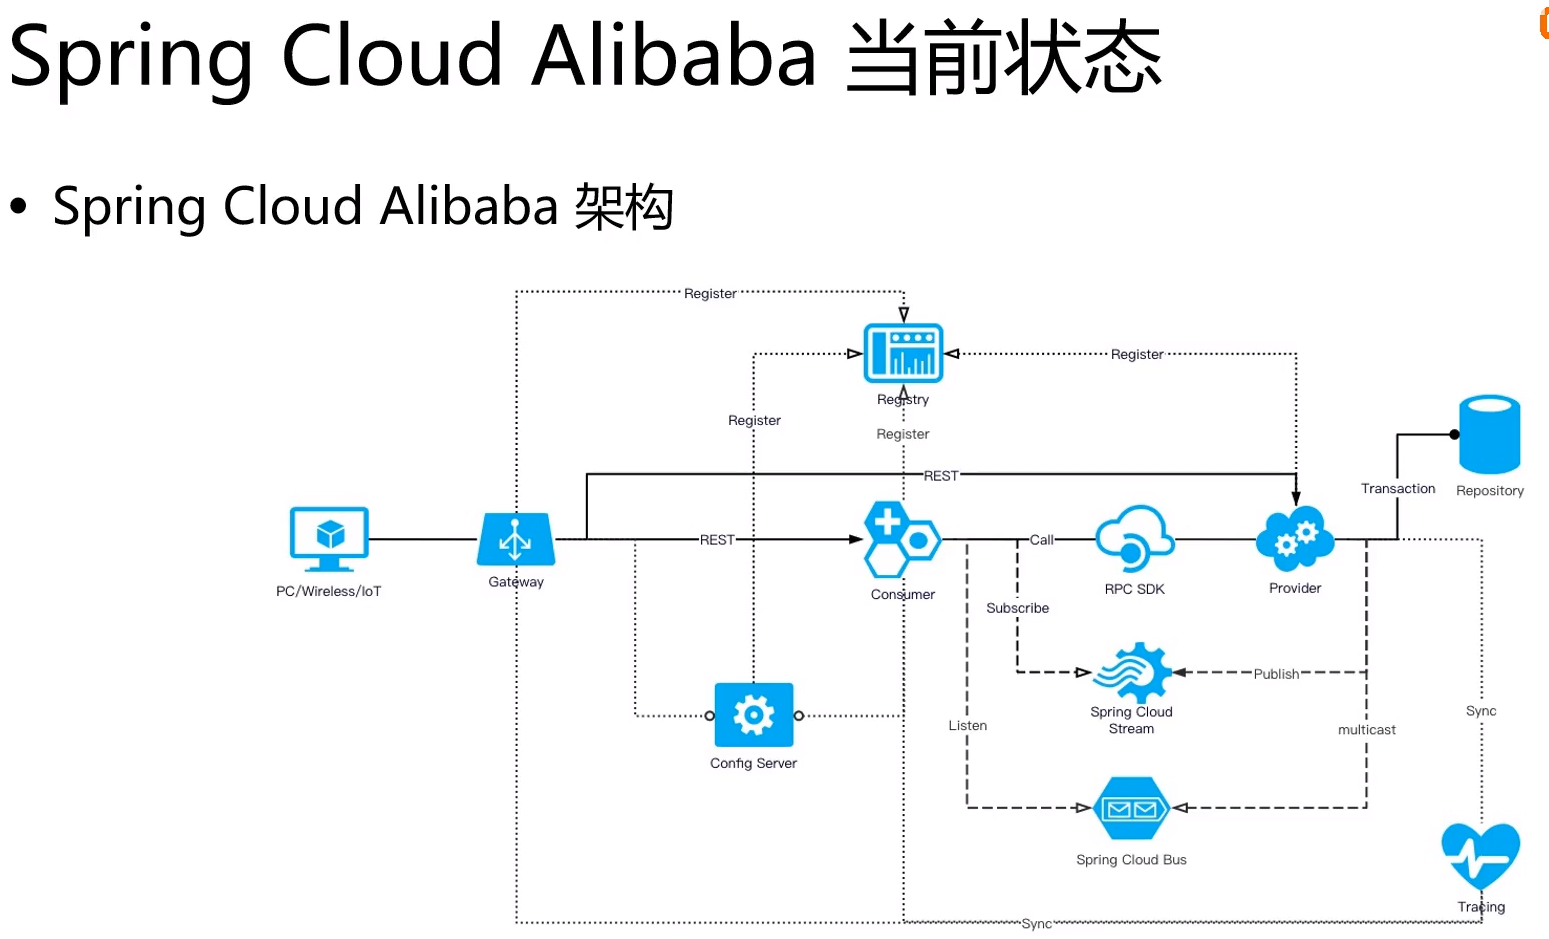 Spring Cloud Alibaba 当前状态
• Spring Cloud Alibaba 架构
Register
Register
Registry
Register
Register
REST
Transaction
Repository
REST
Call
PC/Wireless/IoT
Gateway
Consumer
RPC SDK
Provider
Subscribe
Publish
Spring Cloud
Stream
Listen
multicast
Sync
Config Server
Spring Cloud Bus
Tracing
Sync